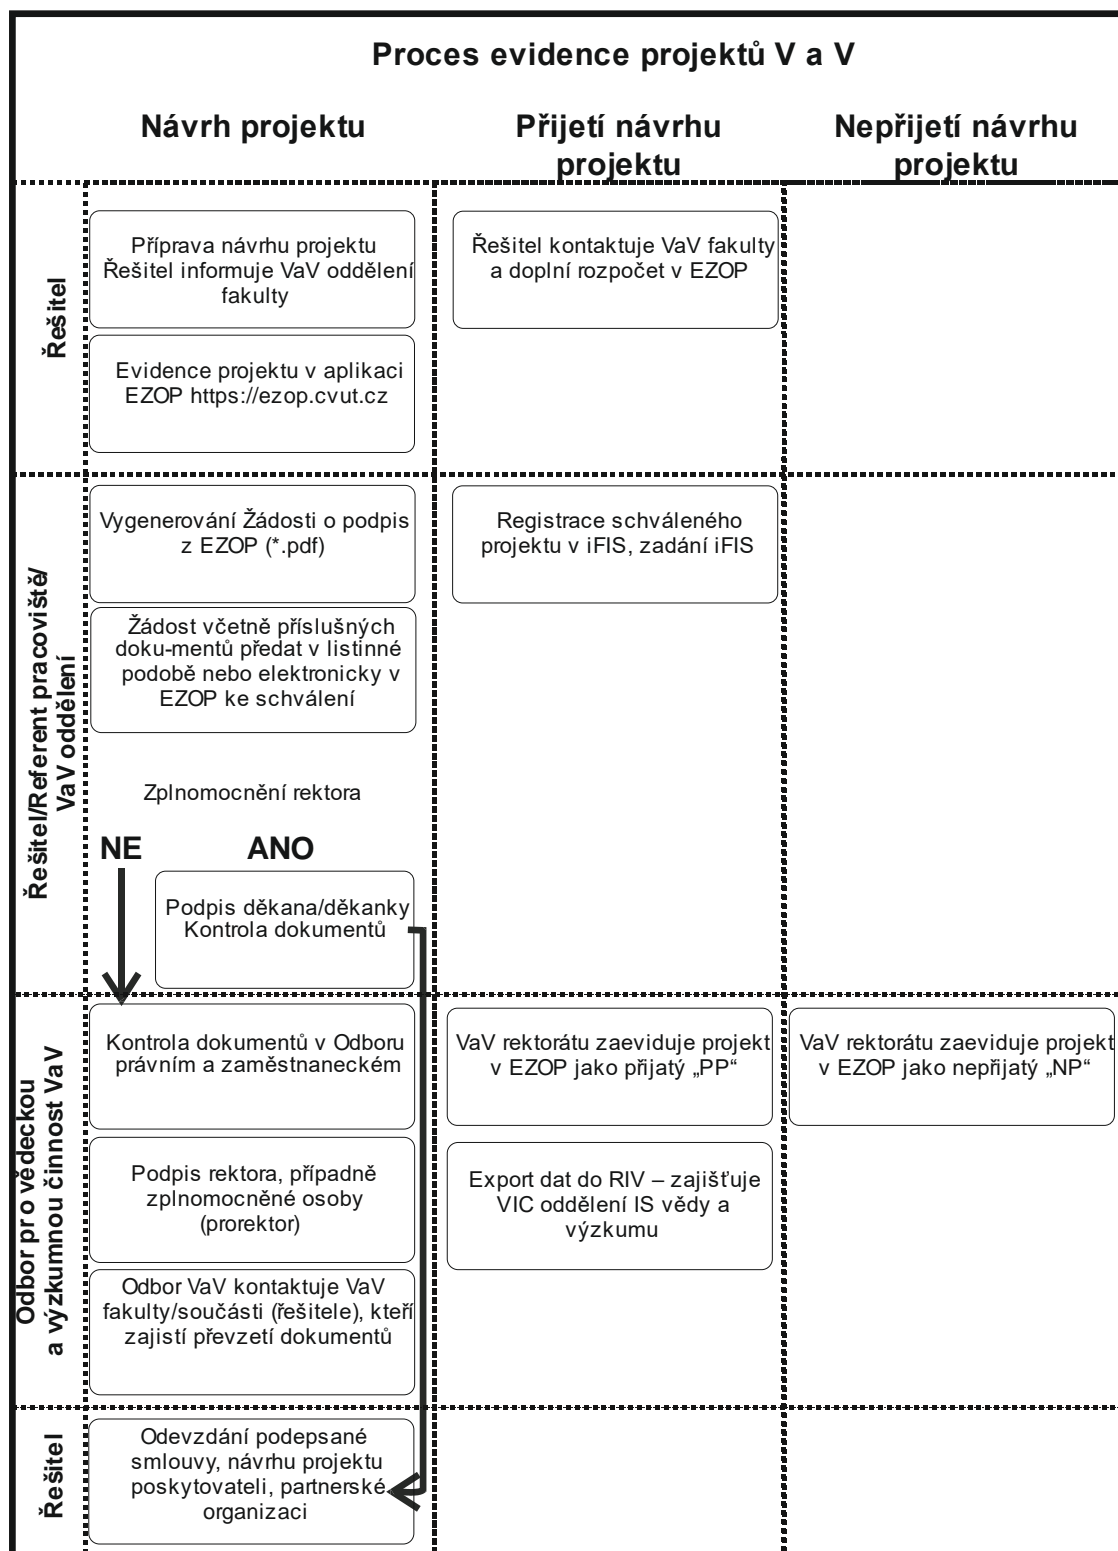 Proces evidence projektů V a V
Návrh projektu
Přijetí návrhu
projektu
Nepřijetí návrhu
projektu
Řešitel
Příprava návrhu projektu
Řešitel informuje VaV oddělení
fakulty
Řešitel kontaktuje VaV fakulty
a doplní rozpočet v EZOP
Evidence projektu v aplikaci
EZOP https://ezop.cvut.cz
Řešitel/Referent pracoviště/
VaV oddělení
Vygenerování Žádosti o podpis
z EZOP (*.pdf)
Registrace schváleného
projektu v iFIS, zadání iFIS
Žádost včetně příslušných
doku-mentů předat v listinné
podobě nebo elektronicky v
EZOP ke schválení
Zplnomocnění rektora
NE
ANO
Podpis děkana/děkanky
Kontrola dokumentů
Odbor pro vědeckou
a výzkumnou činnost VaV
Kontrola dokumentů v Odboru
právním a zaměstnaneckém
VaV rektorátu zaeviduje projekt
v EZOP jako přijatý „PP“
VaV rektorátu zaeviduje projekt
v EZOP jako nepřijatý „NP“
Podpis rektora, případně
zplnomocněné osoby
(prorektor)
Export dat do RIV – zajišťuje
VIC oddělení IS vědy a
výzkumu
Odbor VaV kontaktuje VaV
fakulty/součásti (řešitele), kteří
zajistí převzetí dokumentů
Řešitel
Odevzdání podepsané
smlouvy, návrhu projektu
poskytovateli, partnerské
organizaci